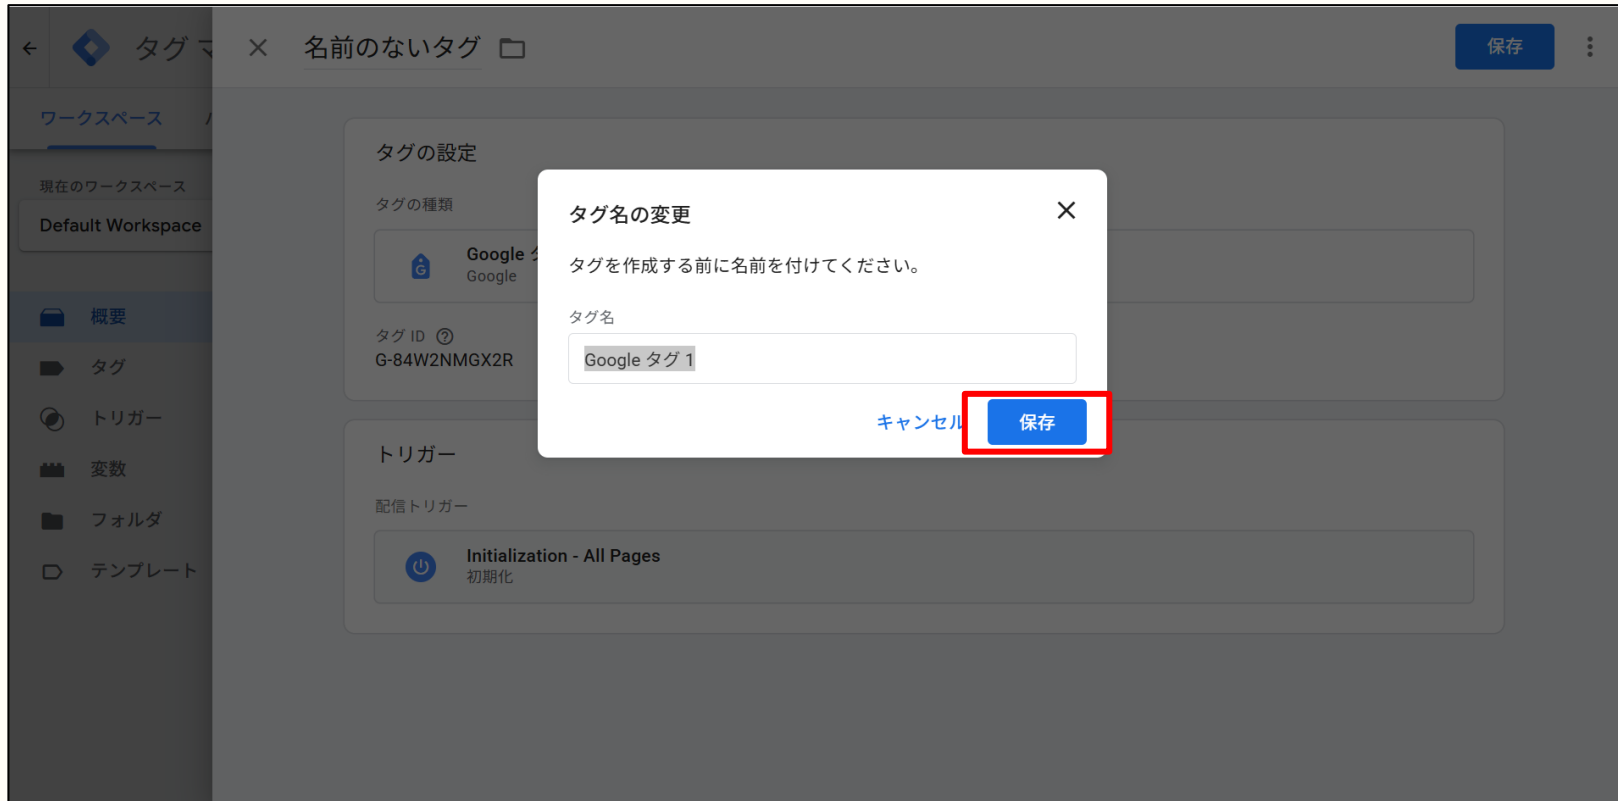 タグ マ
名前のないタグ
保存
ワークスペース
現在のワークスペース
Default Workspace
概要
タグ
トリガー
変数
フォルダ
テンプレート
タグの設定
タグの種類
Google
Google
タグ ID
G-84W2NMGX2R
タグ名の変更
タグを作成する前に名前を付けてください。
タグ名
Google タグ 1
キャンセル
保存
トリガー
配信トリガー
Initialization - All Pages
初期化